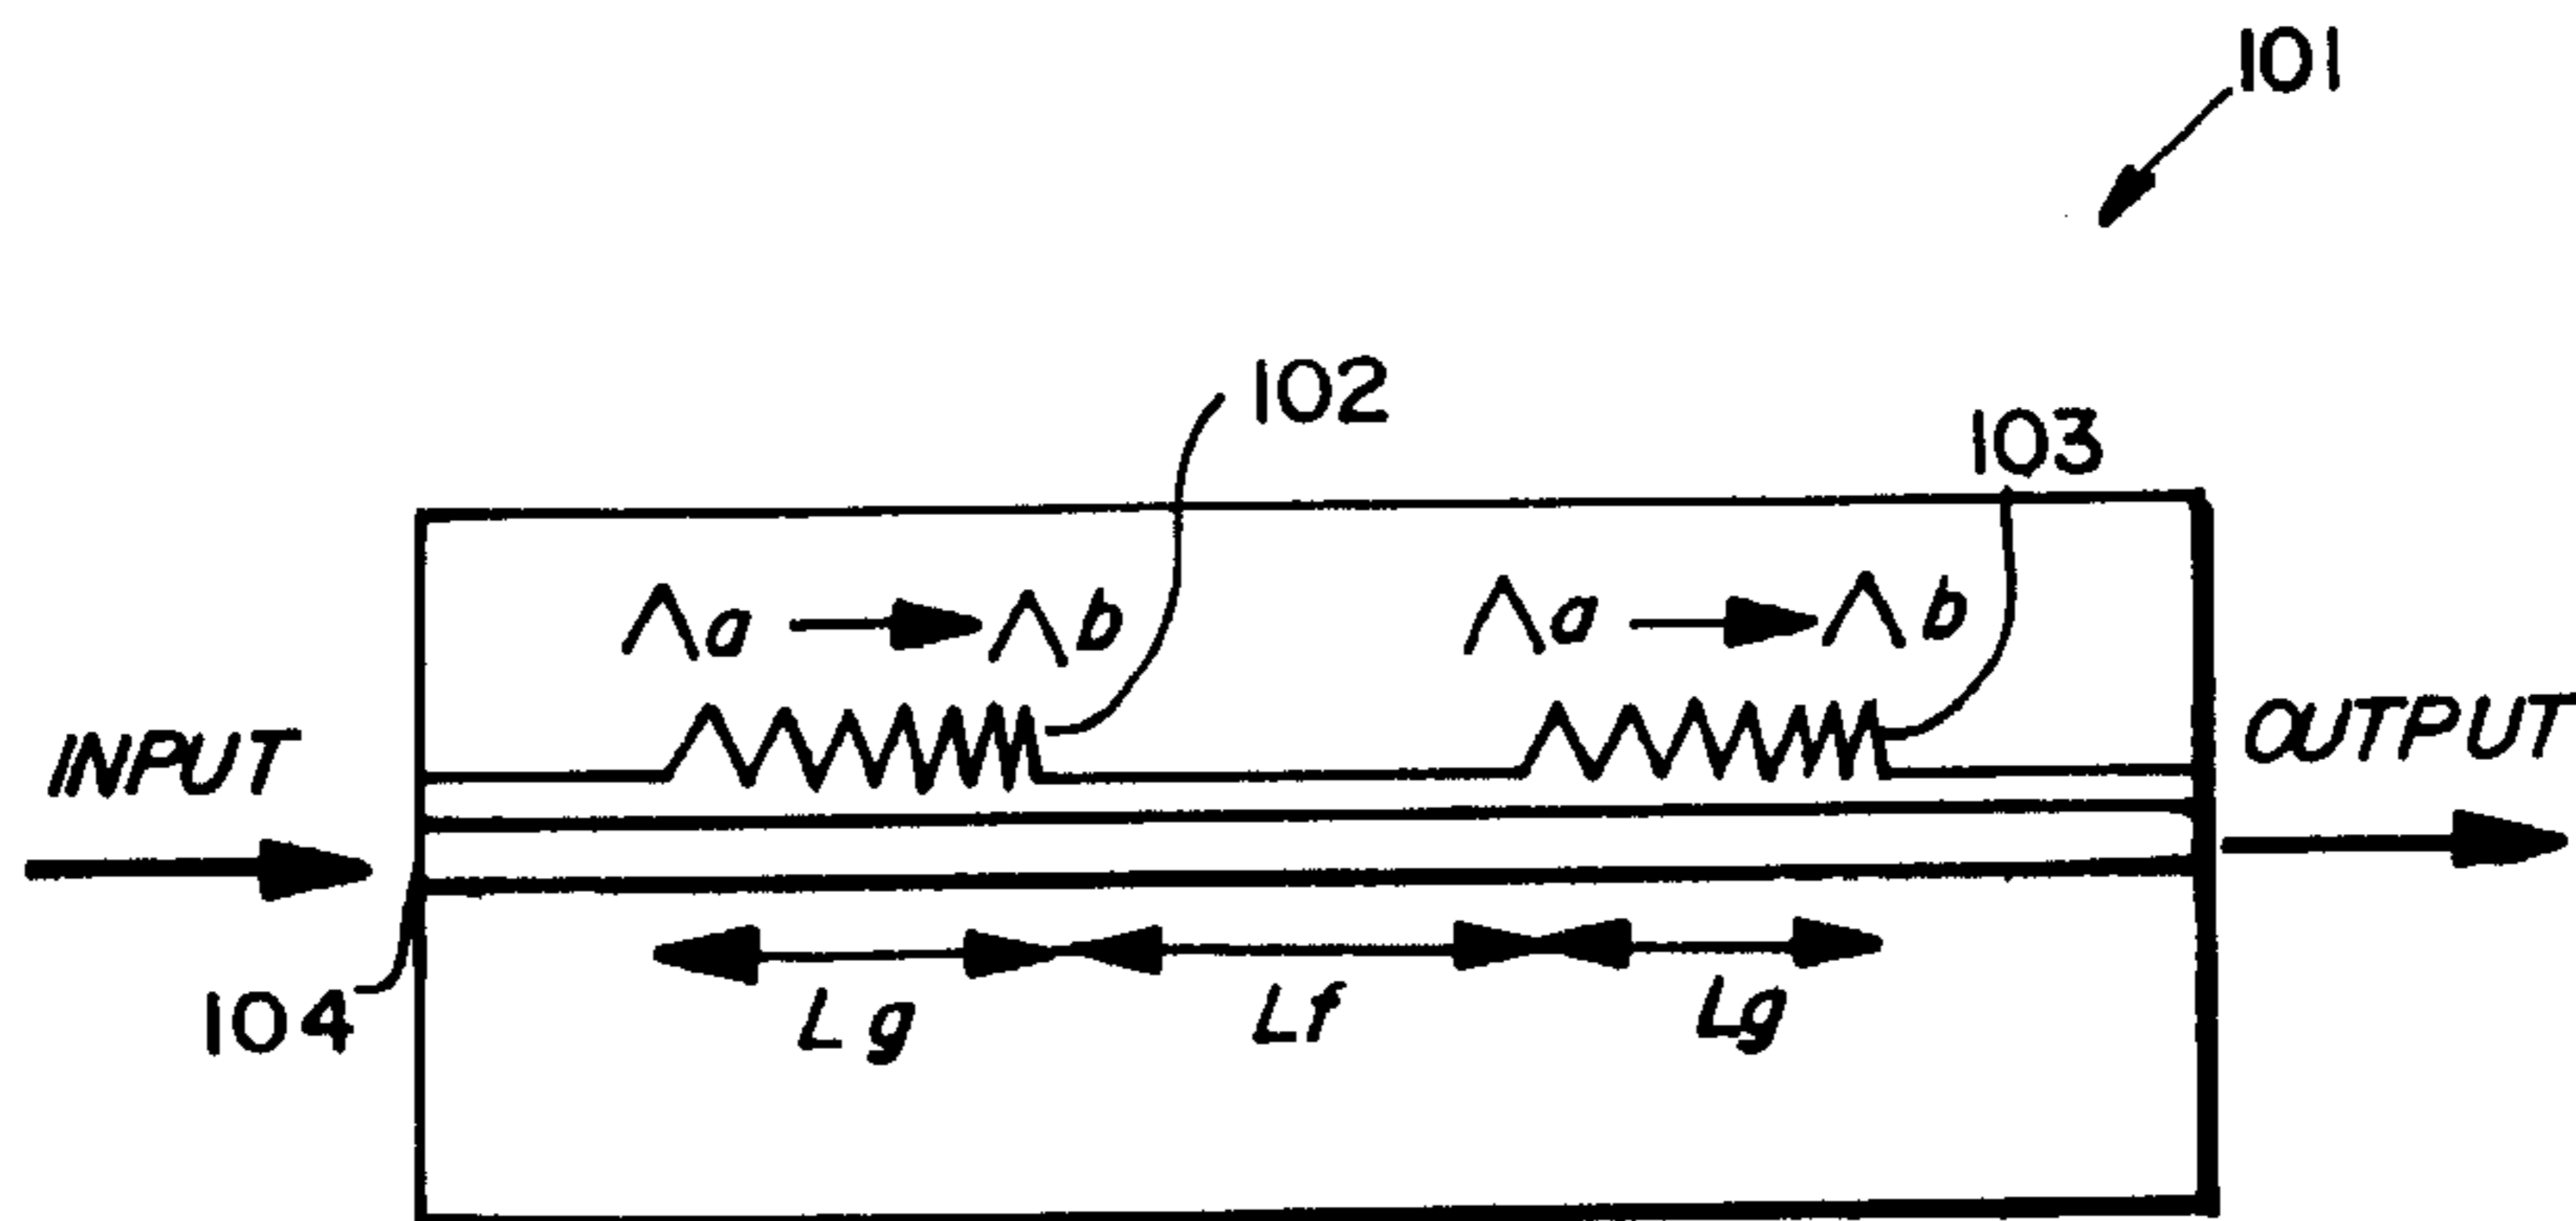 101
102
103
Λa → Λb
Λa → Λb
INPUT
OUTPUT
104
Lg
Lf
Lg